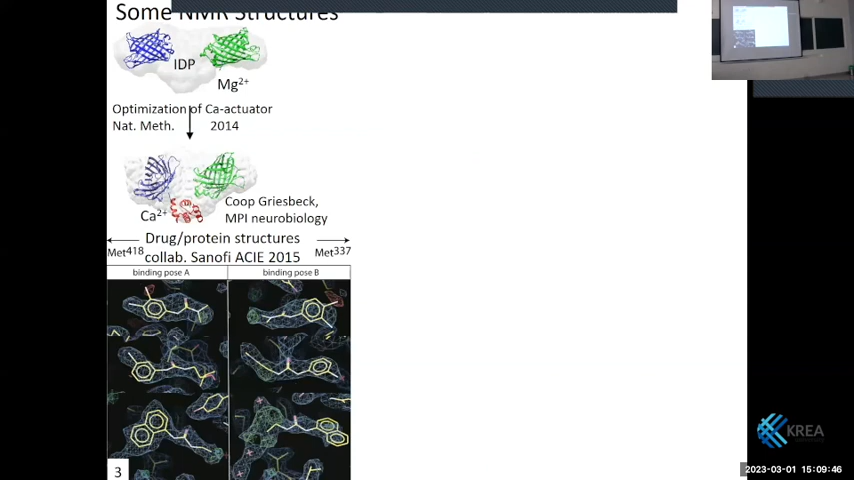 Some NMR Structures
IDP
Mg2+
Optimization of Ca-actuator
Nat. Meth. 2014
Ca2+
Coop Griesbeck,
MPI neurobiology
Drug/protein structures
Met418 collab. Sanofi ACIE 2015 Met337
binding pose A binding pose B
3
KREA
2023-03-01 15:09:46